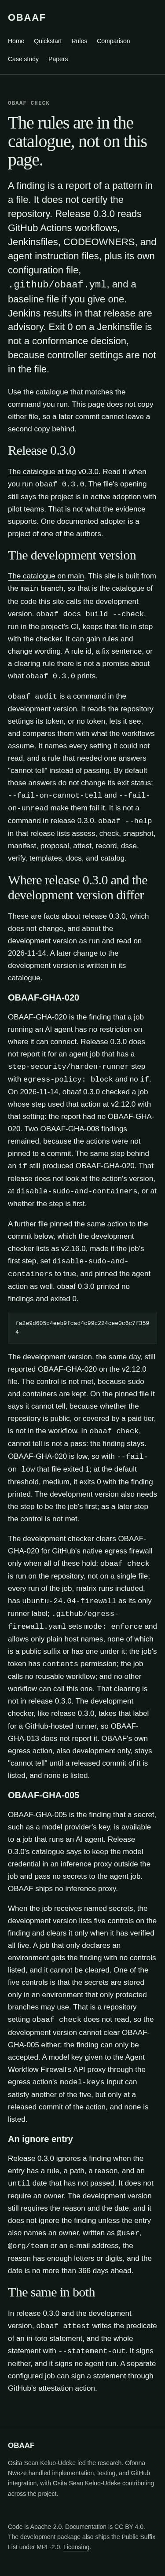 OBAAF
Home Quickstart Rules Comparison
Case study Papers
OBAAF CHECK
The rules are in the
catalogue, not on this
page.
A finding is a report of a pattern in
a file. It does not certify the
repository. Release 0.3.0 reads
GitHub Actions workflows,
Jenkinsfiles, CODEOWNERS, and
agent instruction files, plus its own
configuration file,
.github/obaaf.yml, and a
baseline file if you give one.
Jenkins results in that release are
advisory. Exit 0 on a Jenkinsfile is
not a conformance decision,
because controller settings are not
in the file.
Use the catalogue that matches the
command you run. This page does not copy
either file, so a later commit cannot leave a
second copy behind.
Release 0.3.0
The catalogue at tag v0.3.0. Read it when
you run obaaf 0.3.0. The file's opening
still says the project is in active adoption with
pilot teams. That is not what the evidence
supports. One documented adopter is a
project of one of the authors.
The development version
The catalogue on main. This site is built from
the main branch, so that is the catalogue of
the code this site calls the development
version. obaaf docs build --check,
run in the project's CI, keeps that file in step
with the checker. It can gain rules and
change wording. A rule id, a fix sentence, or
a clearing rule there is not a promise about
what obaaf 0.3.0 prints.
obaaf audit is a command in the
development version. It reads the repository
settings its token, or no token, lets it see,
and compares them with what the workflows
assume. It names every setting it could not
read, and a rule that needed one answers
"cannot tell" instead of passing. By default
those answers do not change its exit status;
--fail-on-cannot-tell and --fail-
on-unread make them fail it. It is not a
command in release 0.3.0. obaaf --help
in that release lists assess, check, snapshot,
manifest, proposal, attest, record, dsse,
verify, templates, docs, and catalog.
Where release 0.3.0 and the
development version differ
These are facts about release 0.3.0, which
does not change, and about the
development version as run and read on
2026-11-14. A later change to the
development version is written in its
catalogue.
OBAAF-GHA-020
OBAAF-GHA-020 is the finding that a job
running an AI agent has no restriction on
where it can connect. Release 0.3.0 does
not report it for an agent job that has a
step-security/harden-runner step
with egress-policy: block and no if.
On 2026-11-14, obaaf 0.3.0 checked a job
whose step used that action at v2.12.0 with
that setting: the report had no OBAAF-GHA-
020. Two OBAAF-GHA-008 findings
remained, because the actions were not
pinned to a commit. The same step behind
an if still produced OBAAF-GHA-020. That
release does not look at the action's version,
at disable-sudo-and-containers, or at
whether the step is first.
A further file pinned the same action to the
commit below, which the development
checker lists as v2.16.0, made it the job's
first step, set disable-sudo-and-
containers to true, and pinned the agent
action as well. obaaf 0.3.0 printed no
findings and exited 0.
fa2e9d605c4eeb9fcad4c99c224cee0c6c7f359
4
The development version, the same day, still
reported OBAAF-GHA-020 on the v2.12.0
file. The control is not met, because sudo
and containers are kept. On the pinned file it
says it cannot tell, because whether the
repository is public, or covered by a paid tier,
is not in the workflow. In obaaf check,
cannot tell is not a pass: the finding stays.
OBAAF-GHA-020 is low, so with --fail-
on low that file exited 1; at the default
threshold, medium, it exits 0 with the finding
printed. The development version also needs
the step to be the job's first; as a later step
the control is not met.
The development checker clears OBAAF-
GHA-020 for GitHub's native egress firewall
only when all of these hold: obaaf check
is run on the repository, not on a single file;
every run of the job, matrix runs included,
has ubuntu-24.04-firewall as its only
runner label; .github/egress-
firewall.yaml sets mode: enforce and
allows only plain host names, none of which
is a public suffix or has one under it; the job's
token has contents permission; the job
calls no reusable workflow; and no other
workflow can call this one. That clearing is
not in release 0.3.0. The development
checker, like release 0.3.0, takes that label
for a GitHub-hosted runner, so OBAAF-
GHA-013 does not report it. OBAAF's own
egress action, also development only, stays
"cannot tell" until a released commit of it is
listed, and none is listed.
OBAAF-GHA-005
OBAAF-GHA-005 is the finding that a secret,
such as a model provider's key, is available
to a job that runs an AI agent. Release
0.3.0's catalogue says to keep the model
credential in an inference proxy outside the
job and pass no secrets to the agent job.
OBAAF ships no inference proxy.
When the job receives named secrets, the
development version lists five controls on the
finding and clears it only when it has verified
all five. A job that only declares an
environment gets the finding with no controls
listed, and it cannot be cleared. One of the
five controls is that the secrets are stored
only in an environment that only protected
branches may use. That is a repository
setting obaaf check does not read, so the
development version cannot clear OBAAF-
GHA-005 either; the finding can only be
accepted. A model key given to the Agent
Workflow Firewall's API proxy through the
egress action's model-keys input can
satisfy another of the five, but only at a
released commit of the action, and none is
listed.
An ignore entry
Release 0.3.0 ignores a finding when the
entry has a rule, a path, a reason, and an
until date that has not passed. It does not
require an owner. The development version
still requires the reason and the date, and it
does not ignore the finding unless the entry
also names an owner, written as @user,
@org/team or an e-mail address, the
reason has enough letters or digits, and the
date is no more than 366 days ahead.
The same in both
In release 0.3.0 and the development
version, obaaf attest writes the predicate
of an in-toto statement, and the whole
statement with --statement-out. It signs
neither, and it signs no agent run. A separate
configured job can sign a statement through
GitHub's attestation action.
OBAAF
Osita Sean Keluo-Udeke led the research. Ofonna
Nweze handled implementation, testing, and GitHub
integration, with Osita Sean Keluo-Udeke contributing
across the project.
Code is Apache-2.0. Documentation is CC BY 4.0.
The development package also ships the Public Suffix
List under MPL-2.0. Licensing.